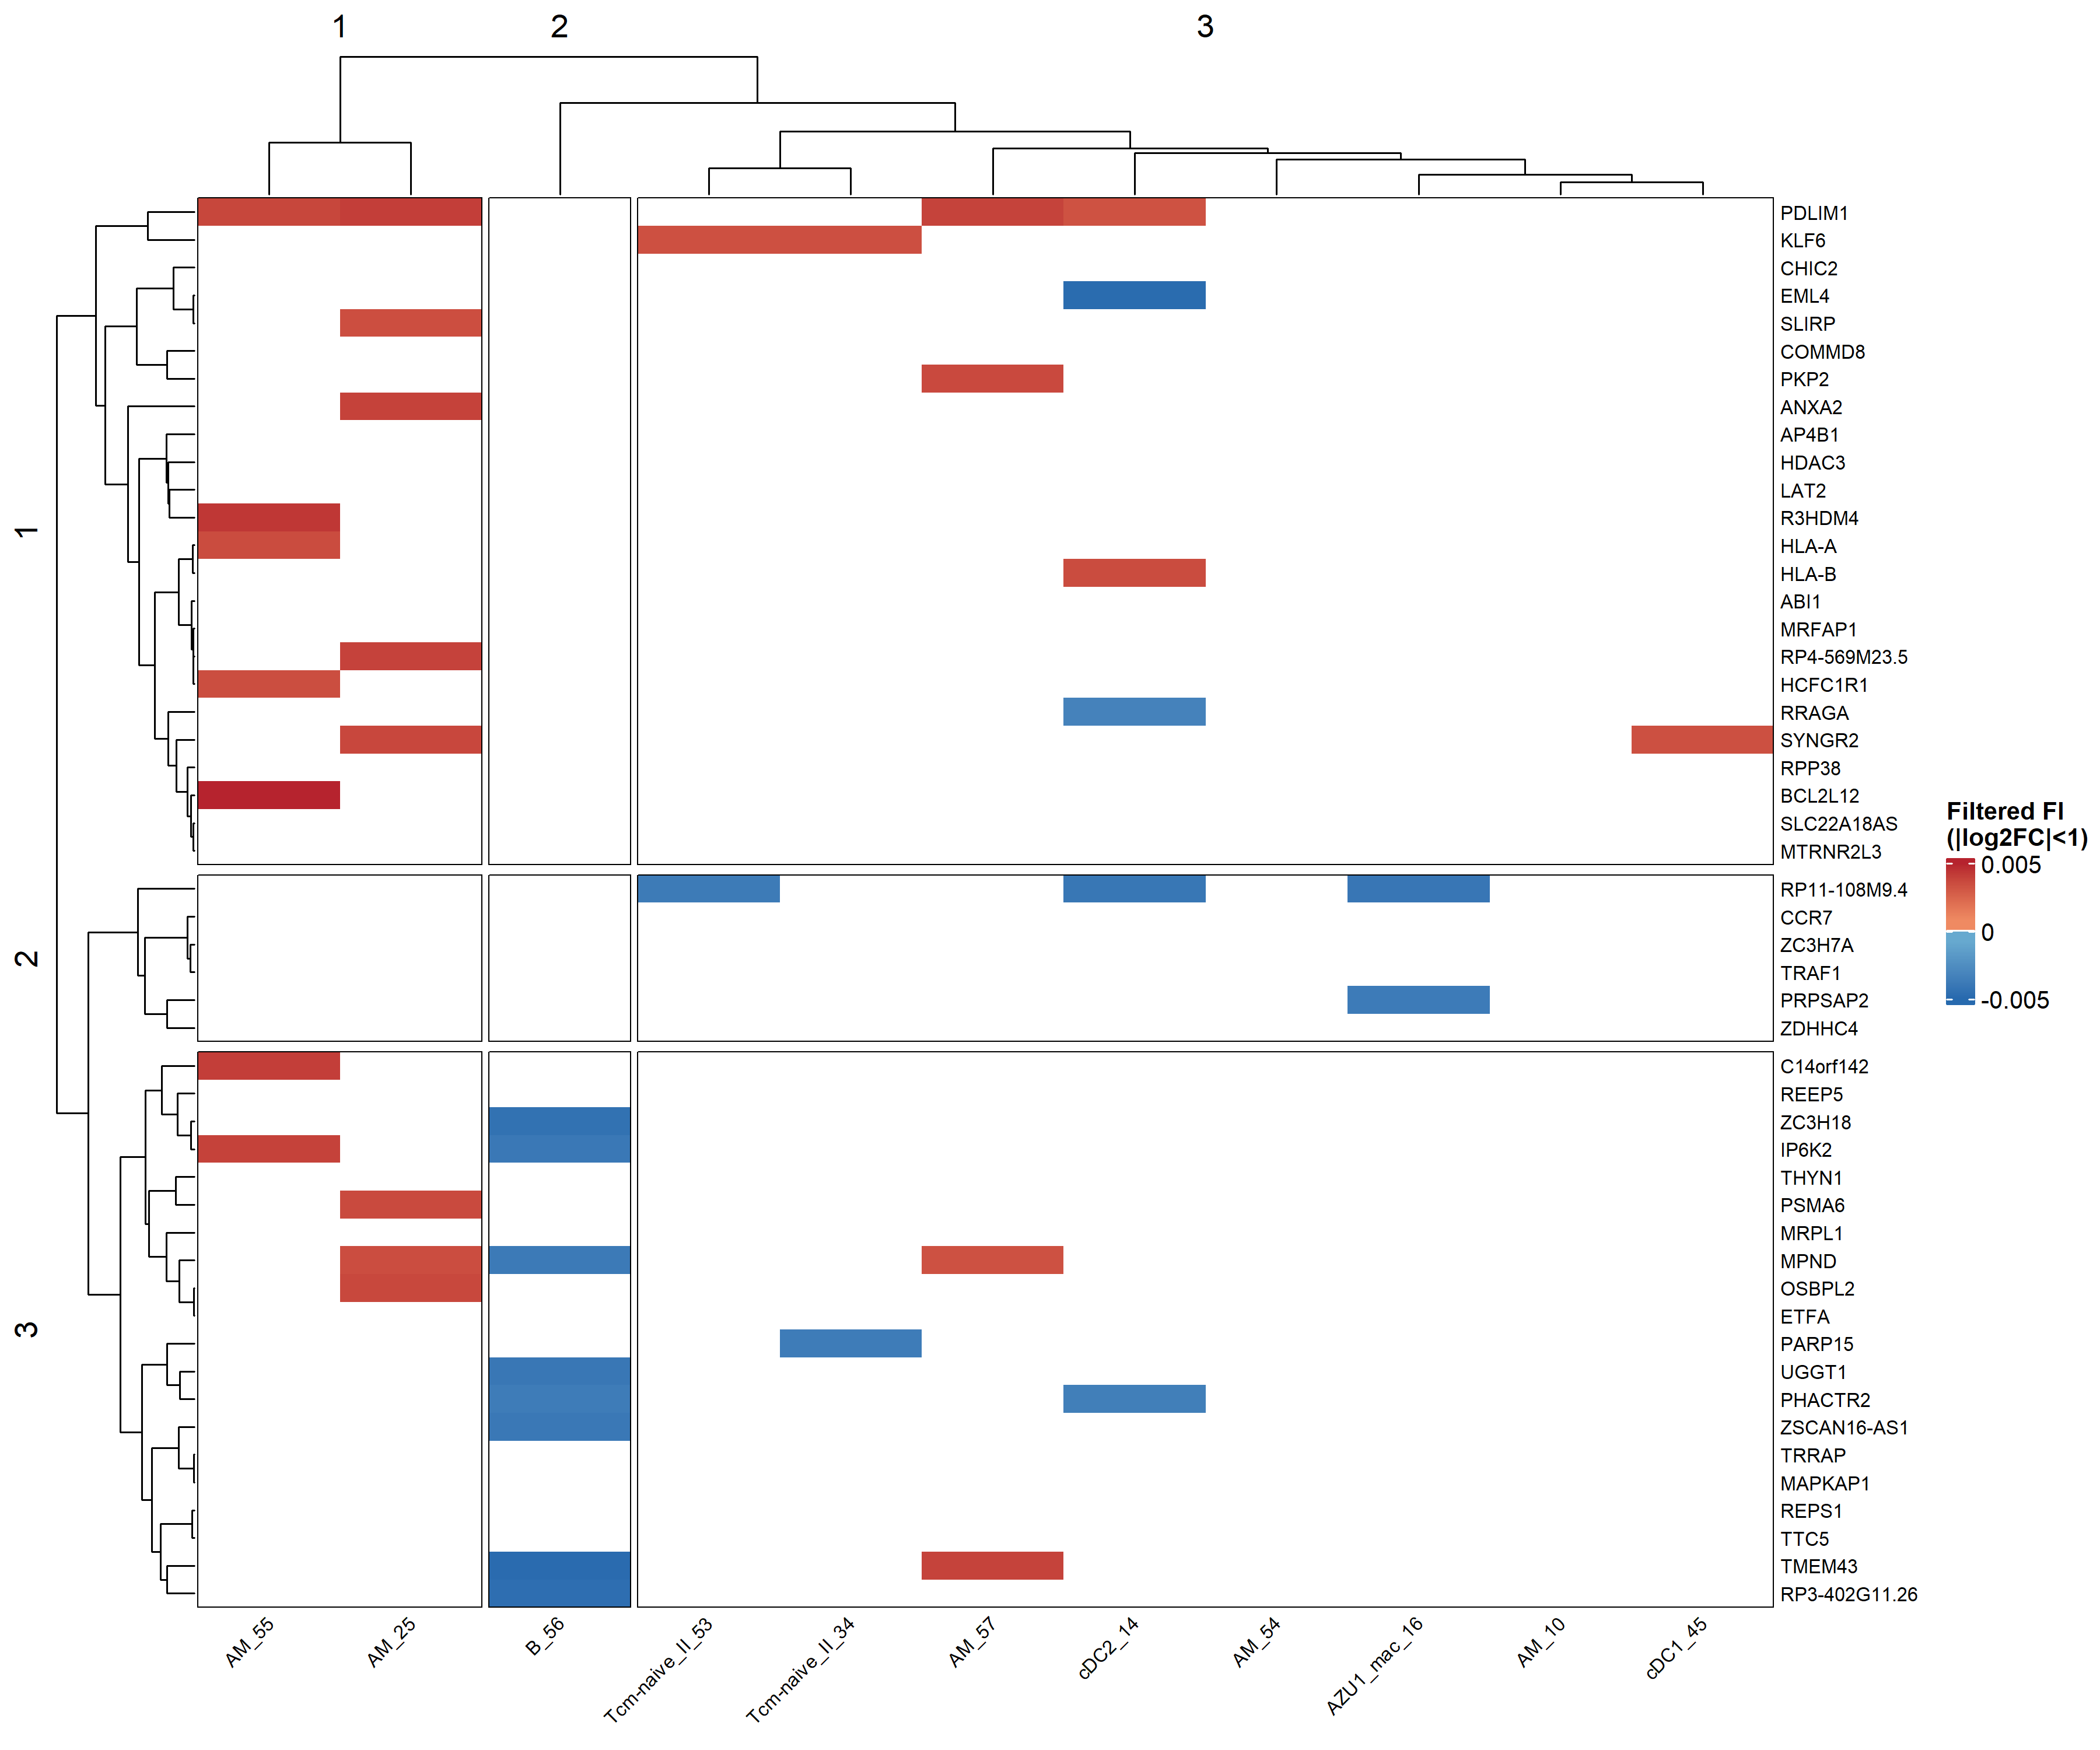 1
2
3
PDLIM1
KLF6
CHIC2
EML4
SLIRP
COMMD8
PKP2
ANXA2
AP4B1
HDAC3
LAT2
R3HDM4
HLA-A
HLA-B
ABI1
MRFAP1
RP4-569M23.5
HCFC1R1
RRAGA
SYNGR2
RPP38
BCL2L12
SLC22A18AS
MTRNR2L3
1
RP11-108M9.4
CCR7
ZC3H7A
TRAF1
PRPSAP2
ZDHHC4
2
C14orf142
REEP5
ZC3H18
IP6K2
THYN1
PSMA6
MRPL1
MPND
OSBPL2
ETFA
PARP15
UGGT1
PHACTR2
ZSCAN16-AS1
TRRAP
MAPKAP1
REPS1
TTC5
TMEM43
RP3-402G11.26
3
AM_55
AM_25
B_56
Tcm-naive_II_53
Tcm-naive_II_34
AM_57
cDC2_14
AM_54
AZU1_mac_16
AM_10
cDC1_45
Filtered FI
(|log2FC|<1)
0.005
0
-0.005